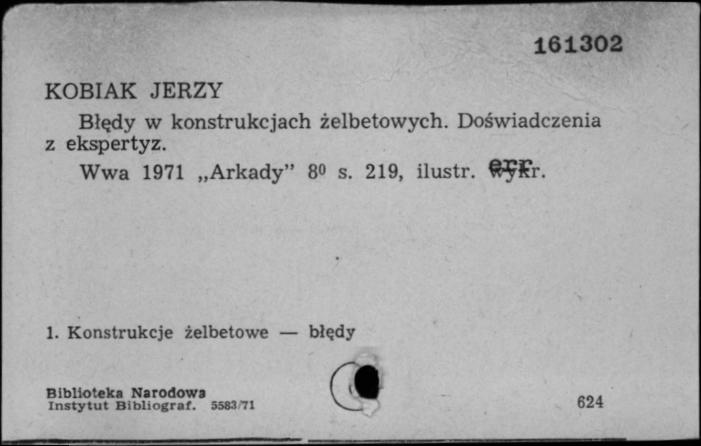 161302
KOBIAK JERZY
Błędy w konstrukcjach żelbetowych. Doświadczenia
z ekspertyz.
Wwa 1971 „Arkady” 8⁰ s. 219, ilustr.
1. Konstrukcje żelbetowe — błędy
Biblioteka Narodowa
Instytut Bibliograf. 5583/71
624